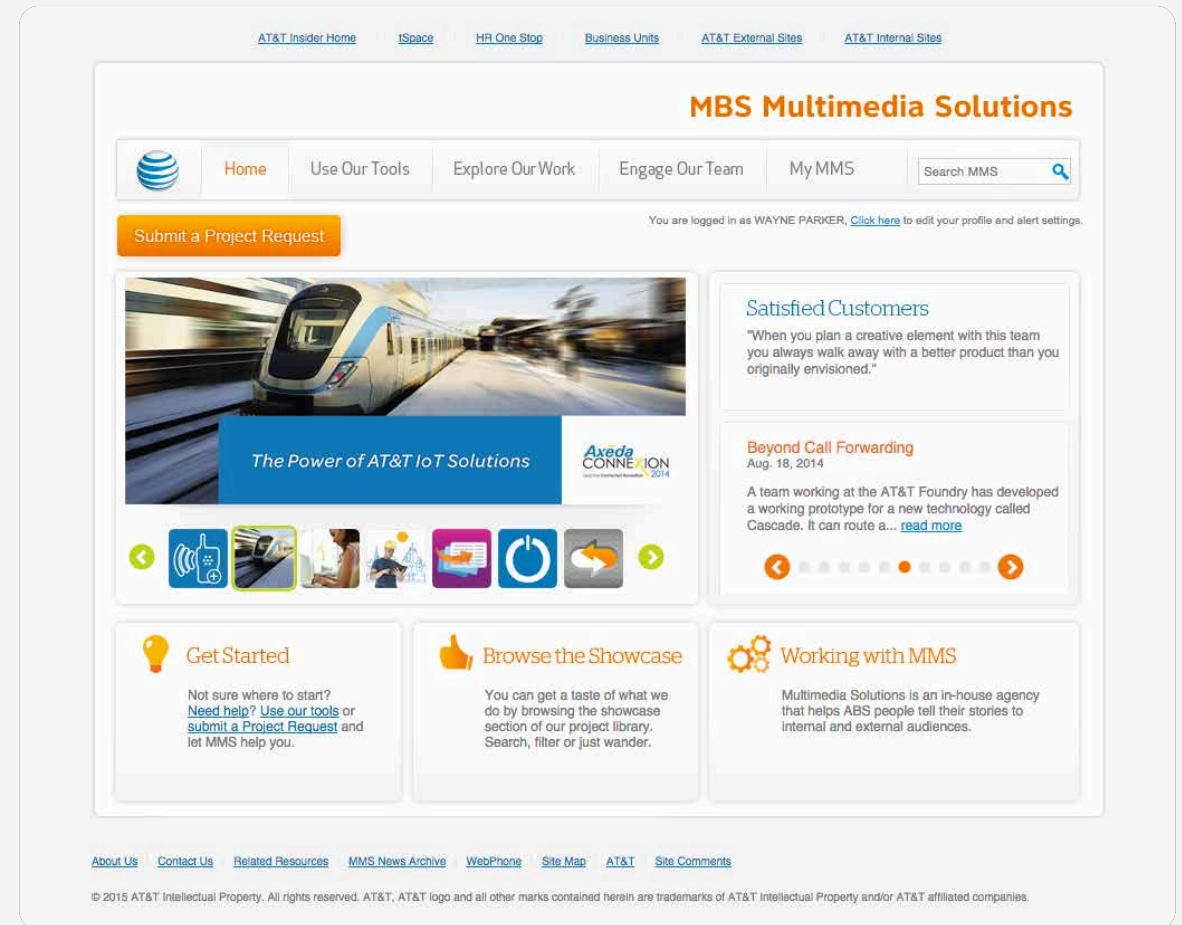 AT&T Insider Home tSpace HR One Stop Business Units AT&T External Sites AT&T Internal Sites
MBS Multimedia Solutions
Home Use Our Tools Explore Our Work Engage Our Team My MMS Search MMS
Submit a Project Request
You are logged in as WAYNE PARKER, Click here to edit your profile and alert settings.
The Power of AT&T IoT Solutions
Axeda
CONNEXION
2014
Satisfied Customers
"When you plan a creative element with this team
you always walk away with a better product than you
originally envisioned."
Beyond Call Forwarding
Aug. 18, 2014
A team working at the AT&T Foundry has developed
a working prototype for a new technology called
Cascade. It can route a... read more
Get Started
Not sure where to start?
Need help? Use our tools or
submit a Project Request and
let MMS help you.
Browse the Showcase
You can get a taste of what we
do by browsing the showcase
section of our project library.
Search, filter or just wander.
Working with MMS
Multimedia Solutions is an in-house agency
that helps ABS people tell their stories to
internal and external audiences.
About Us Contact Us Related Resources MMS News Archive WebPhone Site Map AT&T Site Comments
© 2015 AT&T Intellectual Property. All rights reserved. AT&T, AT&T logo and all other marks contained herein are trademarks of AT&T Intellectual Property and/or AT&T affiliated companies.